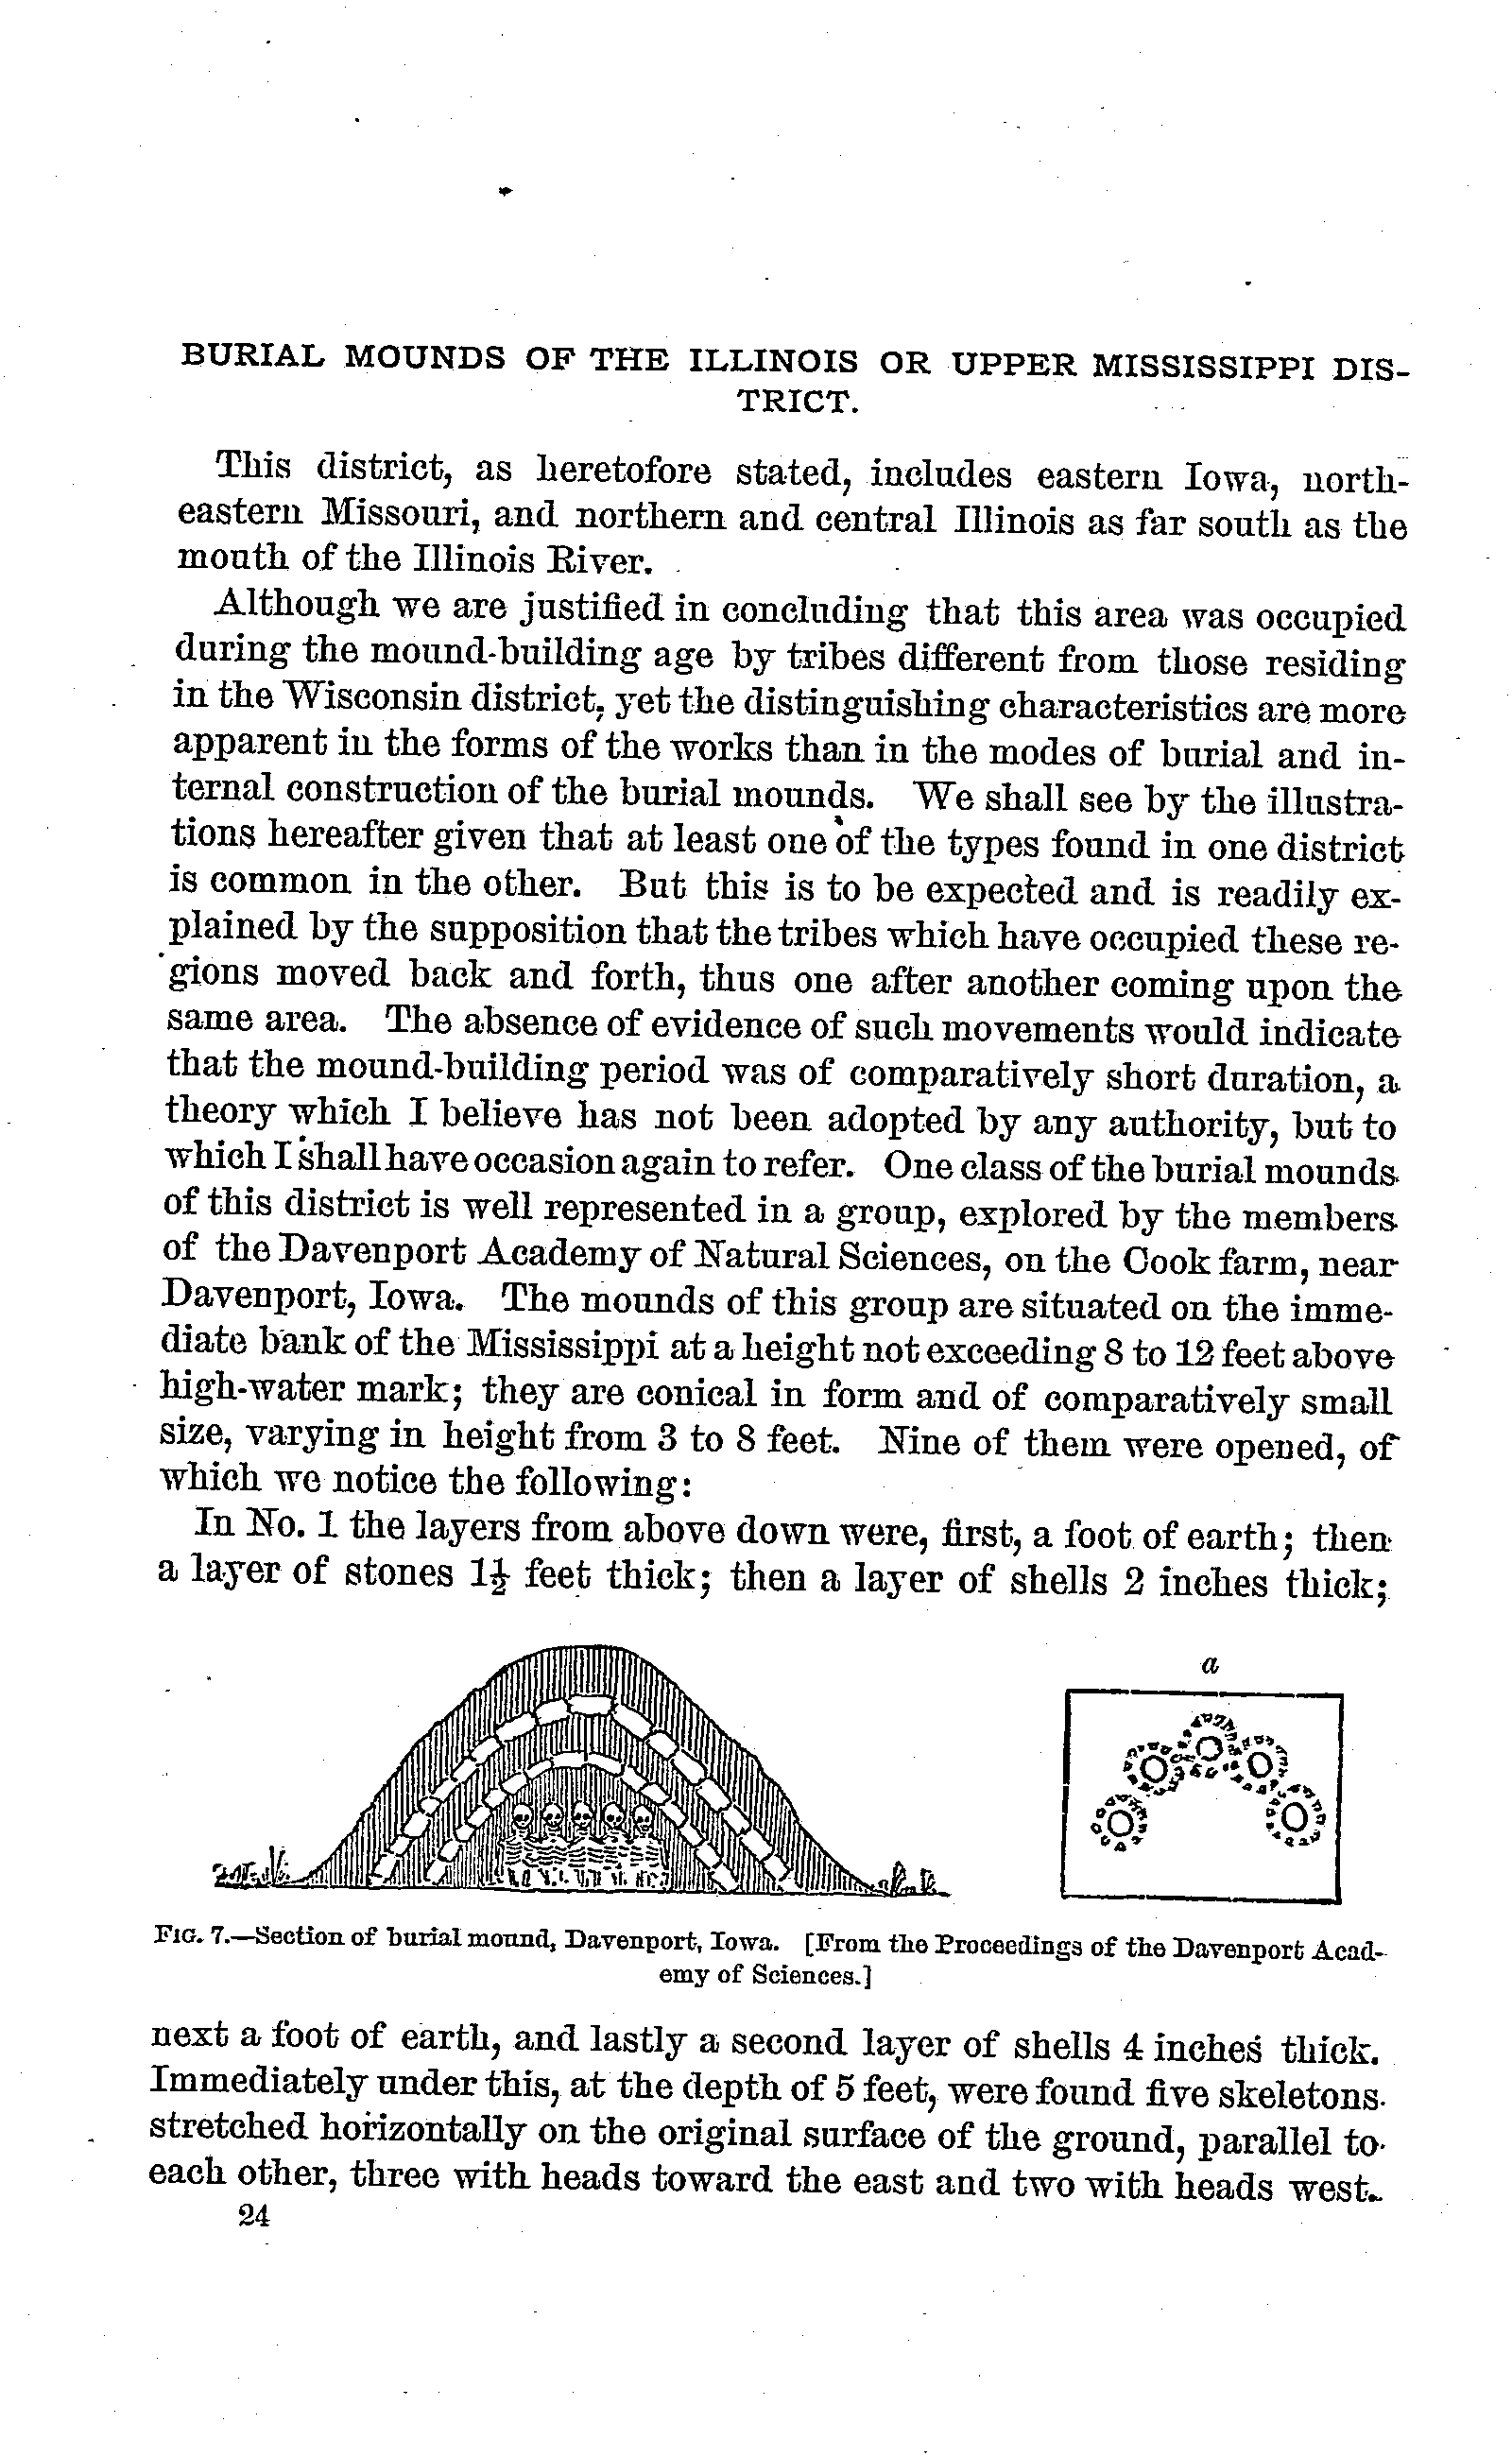 BURIAL MOUNDS OF THE ILLINOIS OR UPPER MISSISSIPPI DIS-
TRICT.
This district, as heretofore stated, includes eastern Iowa, north-
eastern Missouri, and northern and central Illinois as far south as the
mouth of the Illinois River.
Although we are justified in concluding that this area was occupied
during the mound-building age by tribes different from those residing
in the Wisconsin district, yet the distinguishing characteristics are more
apparent in the forms of the works than in the modes of burial and in-
ternal construction of the burial mounds. We shall see by the illustra-
tions hereafter given that at least one of the types found in one district
is common in the other. But this is to be expected and is readily ex-
plained by the supposition that the tribes which have occupied these re-
gions moved back and forth, thus one after another coming upon the
same area. The absence of evidence of such movements would indicate
that the mound-building period was of comparatively short duration, a
theory which I believe has not been adopted by any authority, but to
which I shall have occasion again to refer. One class of the burial mounds
of this district is well represented in a group, explored by the members
of the Davenport Academy of Natural Sciences, on the Cook farm, near
Davenport, Iowa. The mounds of this group are situated on the imme-
diate bank of the Mississippi at a height not exceeding 8 to 12 feet above
high-water mark; they are conical in form and of comparatively small
size, varying in height from 3 to 8 feet. Nine of them were opened, of
which we notice the following:
In No. 1 the layers from above down were, first, a foot of earth; then
a layer of stones 1½ feet thick; then a layer of shells 2 inches thick;
a
FIG. 7.—Section of burial mound, Davenport, Iowa. [From the Proceedings of the Davenport Acad-
emy of Sciences.]
next a foot of earth, and lastly a second layer of shells 4 inches thick.
Immediately under this, at the depth of 5 feet, were found five skeletons
stretched horizontally on the original surface of the ground, parallel to
each other, three with heads toward the east and two with heads west.
24